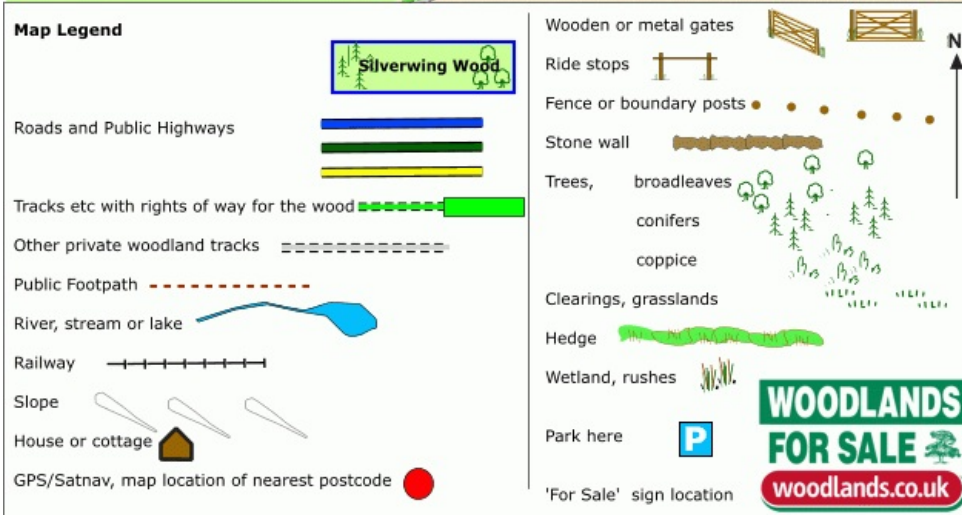 Map Legend
Silverwing Wood
Roads and Public Highways
Tracks etc with rights of way for the wood
Other private woodland tracks
Public Footpath
River, stream or lake
Railway
Slope
House or cottage
GPS/Satnav, map location of nearest postcode
Wooden or metal gates
N
Ride stops
Fence or boundary posts
Stone wall
Trees, broadleaves
conifers
coppice
Clearings, grasslands
Hedge
Wetland, rushes
Park here
P
'For Sale' sign location
WOODLANDS
FOR SALE
woodlands.co.uk